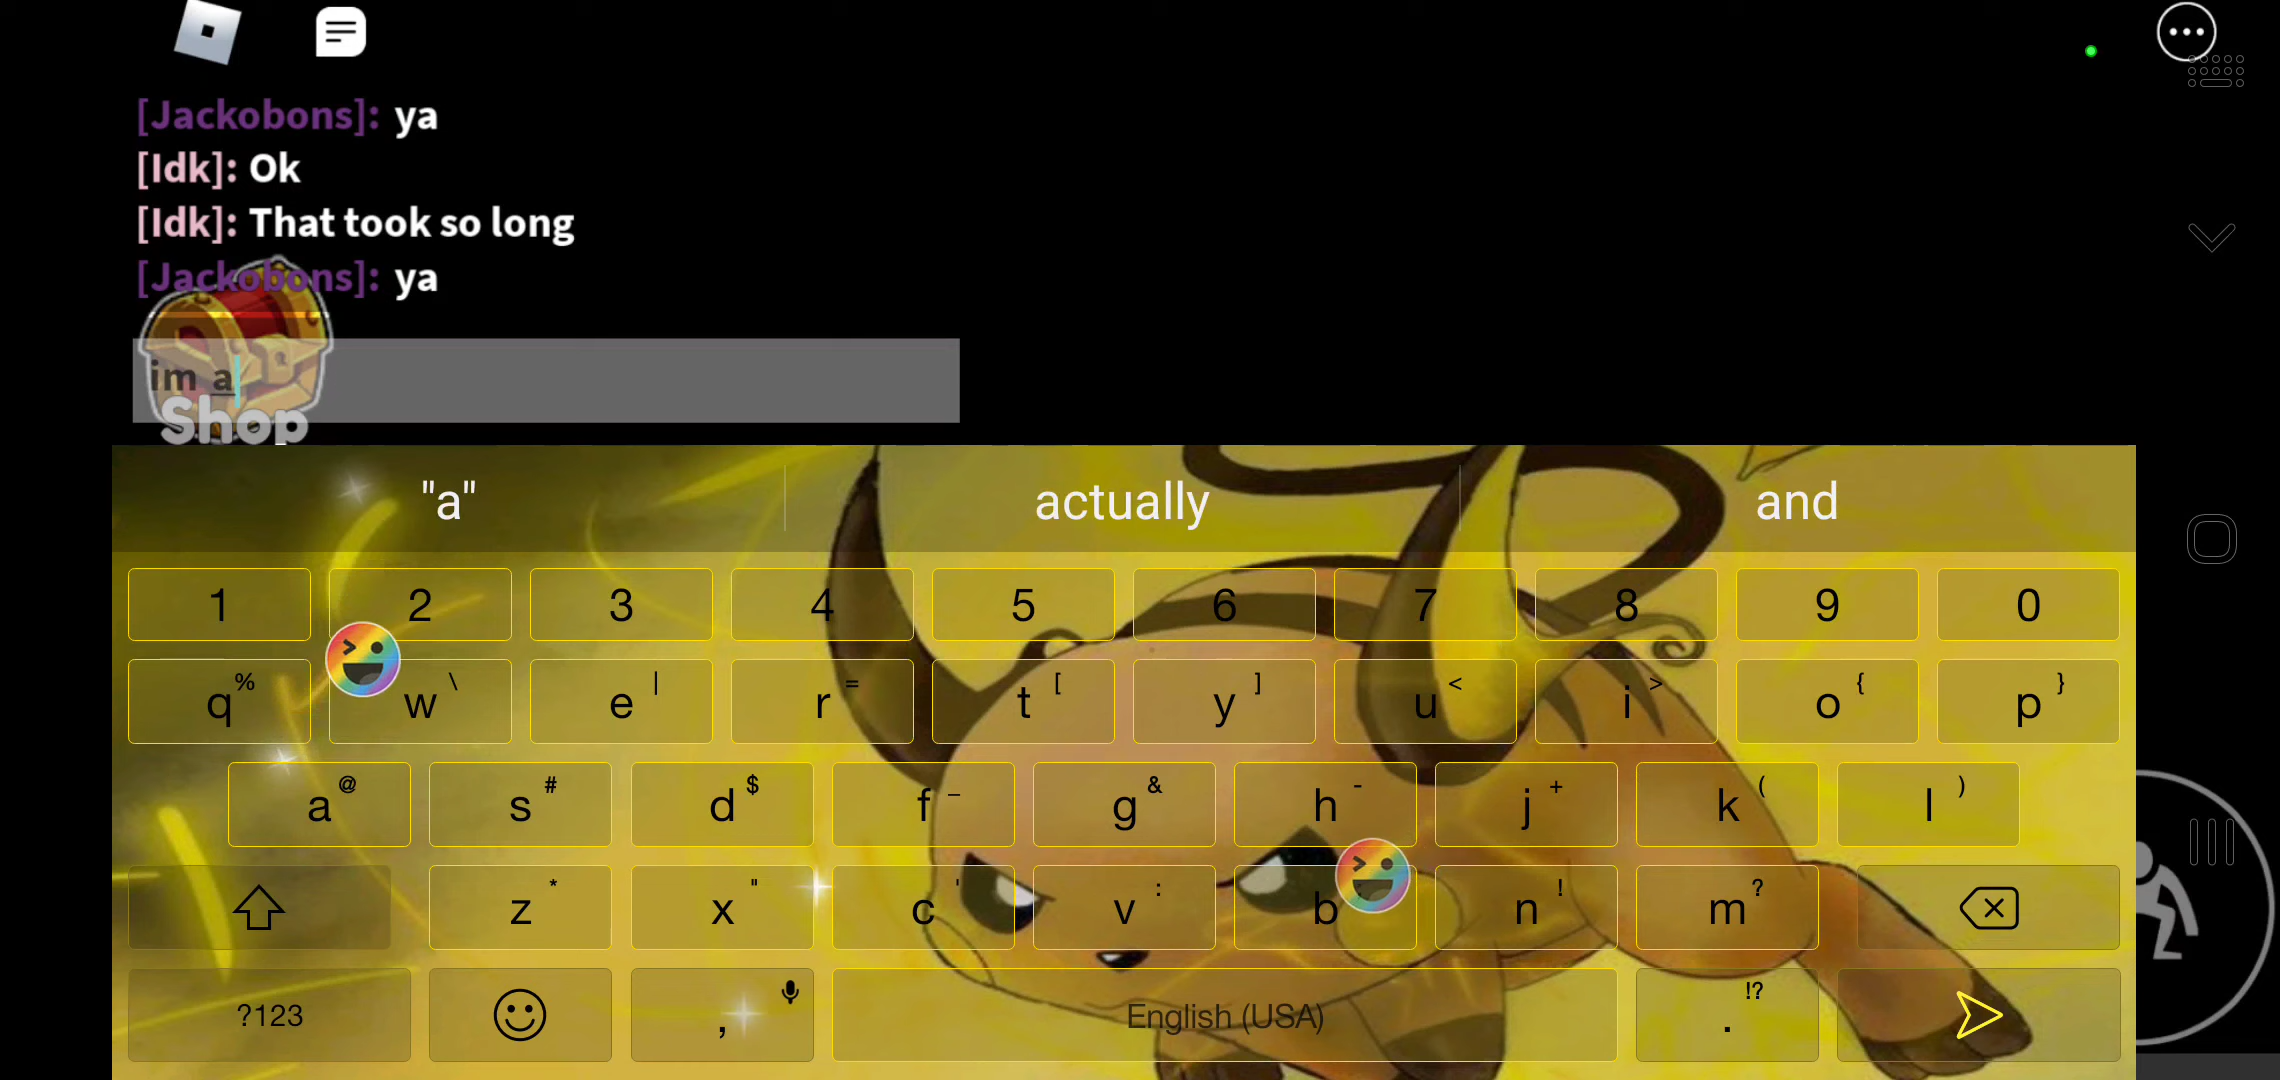 [Jackobons]: ya
[Idk]: Ok
[Idk]: That took so long
[Jackobons]: ya
im a
Shop
"a" actually and
1 2 3 4 5 6 7 8 9 0
q% w\ e| r= t[ y] u< i> o{ p}
a@ s# d$ f_ g& h- j+ k( l)
z* x" c' v: b n! m?
?123 , English (USA) . !?